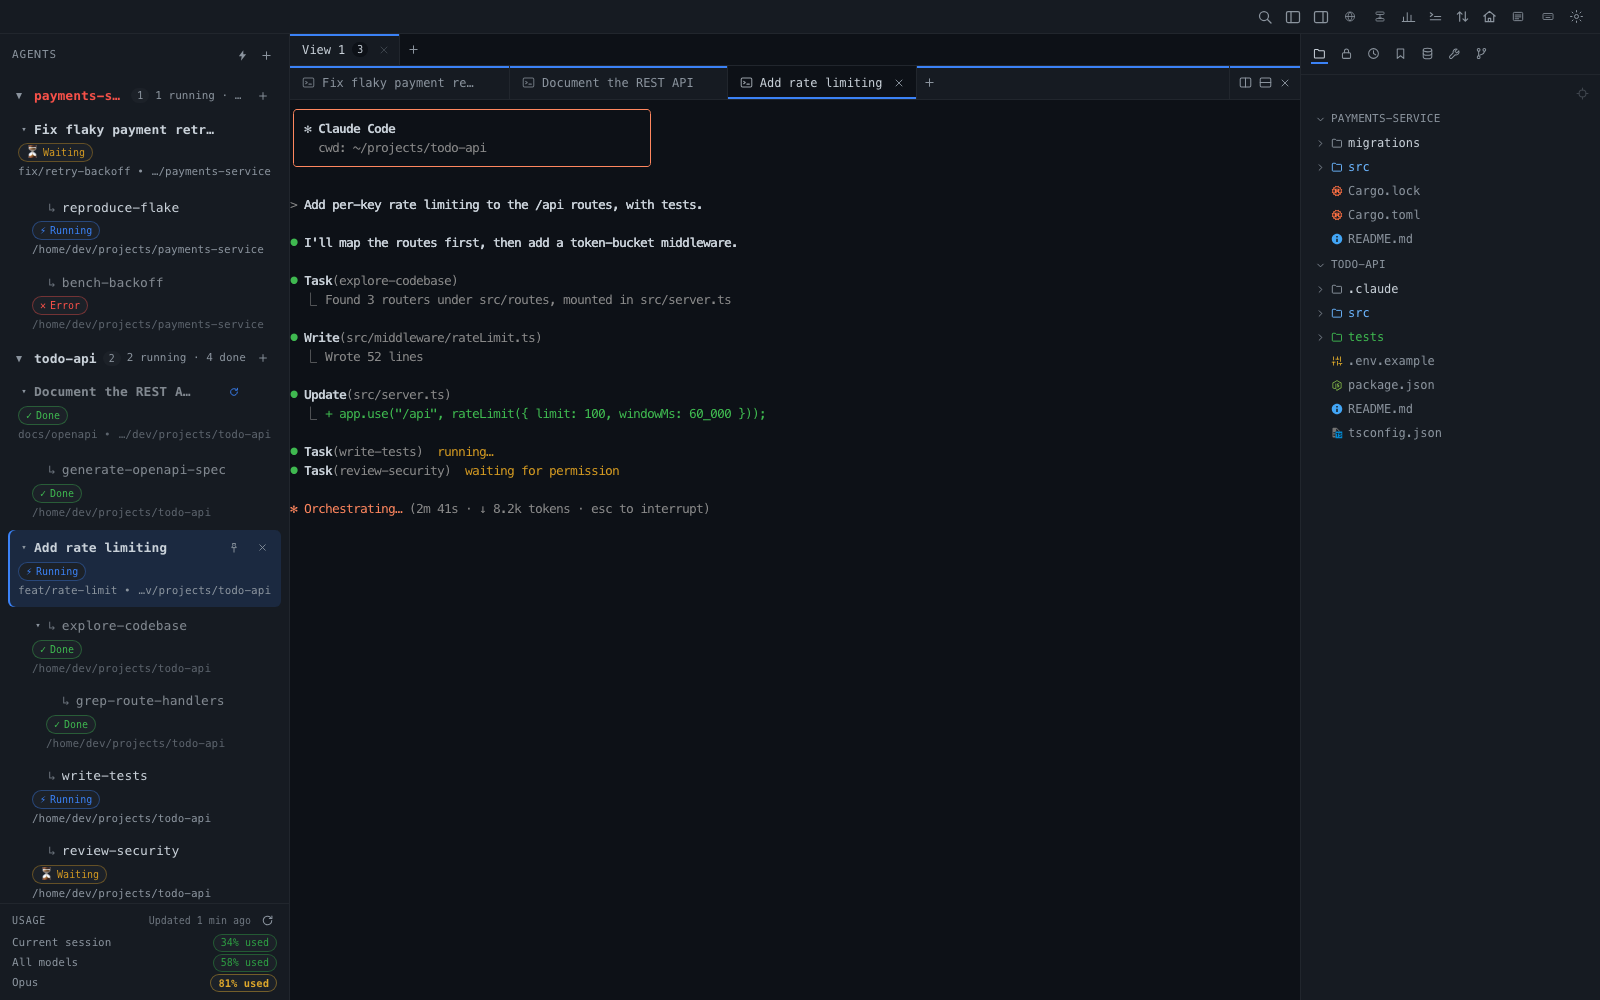 AGENTS
payments-s… 1 1 running · …
Fix flaky payment retr…
Waiting
fix/retry-backoff • …/payments-service
reproduce-flake
Running
/home/dev/projects/payments-service
bench-backoff
Error
/home/dev/projects/payments-service
todo-api 2 2 running · 4 done
Document the REST A…
Done
docs/openapi • …/dev/projects/todo-api
generate-openapi-spec
Done
/home/dev/projects/todo-api
Add rate limiting
Running
feat/rate-limit • …v/projects/todo-api
explore-codebase
Done
/home/dev/projects/todo-api
grep-route-handlers
Done
/home/dev/projects/todo-api
write-tests
Running
/home/dev/projects/todo-api
review-security
Waiting
/home/dev/projects/todo-api
USAGE Updated 1 min ago
Current session 34% used
All models 58% used
Opus 81% used
View 1 3
Fix flaky payment re…
Document the REST API
Add rate limiting
✻ Claude Code
cwd: ~/projects/todo-api
> Add per-key rate limiting to the /api routes, with tests.
● I'll map the routes first, then add a token-bucket middleware.
● Task(explore-codebase)
Found 3 routers under src/routes, mounted in src/server.ts
● Write(src/middleware/rateLimit.ts)
Wrote 52 lines
● Update(src/server.ts)
+ app.use("/api", rateLimit({ limit: 100, windowMs: 60_000 }));
● Task(write-tests) running…
● Task(review-security) waiting for permission
✻ Orchestrating… (2m 41s · ↓ 8.2k tokens · esc to interrupt)
PAYMENTS-SERVICE
migrations
src
Cargo.lock
Cargo.toml
README.md
TODO-API
.claude
src
tests
.env.example
package.json
README.md
tsconfig.json